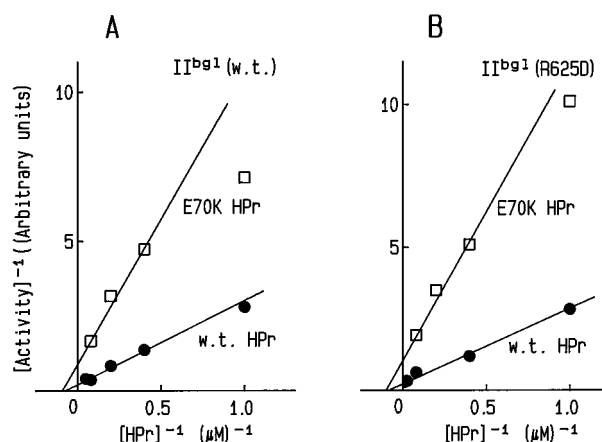 A
II^bgl (w.t.)
10
5
[Activity]⁻¹ ((Arbitrary units)
E70K HPr
w.t. HPr
0
0.5
1.0
[HPr]⁻¹ (μM)⁻¹
B
II^bgl (R625D)
10
5
E70K HPr
w.t. HPr
0
0.5
1.0
[HPr]⁻¹ (μM)⁻¹